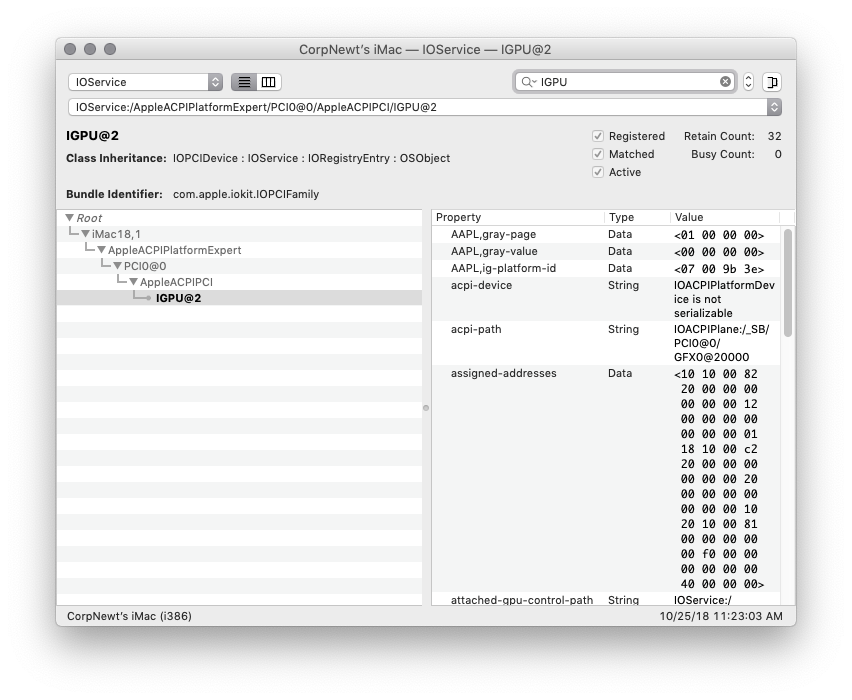 CorpNewt's iMac — IOService — IGPU@2
IOService
IGPU
IOService:/AppleACPIPlatformExpert/PCI0@0/AppleACPIPCI/IGPU@2
IGPU@2
Class Inheritance: IOPCIDevice : IOService : IORegistryEntry : OSObject
Bundle Identifier: com.apple.iokit.IOPCIFamily
Registered Retain Count: 32
Matched Busy Count: 0
Active
Root
iMac18,1
AppleACPIPlatformExpert
PCI0@0
AppleACPIPCI
IGPU@2
Property Type Value
AAPL,gray-page Data <01 00 00 00>
AAPL,gray-value Data <00 00 00 00>
AAPL,ig-platform-id Data <07 00 9b 3e>
acpi-device String IOACPIPlatformDev
ice is not
serializable
acpi-path String IOACPIPlane:/_SB/
PCI0@0/
GFX0@20000
assigned-addresses Data <10 10 00 82
20 00 00 00
00 00 00 12
00 00 00 00
00 00 00 01
18 10 00 c2
20 00 00 00
00 00 00 20
00 00 00 00
00 00 00 10
20 10 00 81
00 00 00 00
00 f0 00 00
00 00 00 00
40 00 00 00>
attached-gpu-control-path String IOService:/
CorpNewt's iMac (i386)
10/25/18 11:23:03 AM